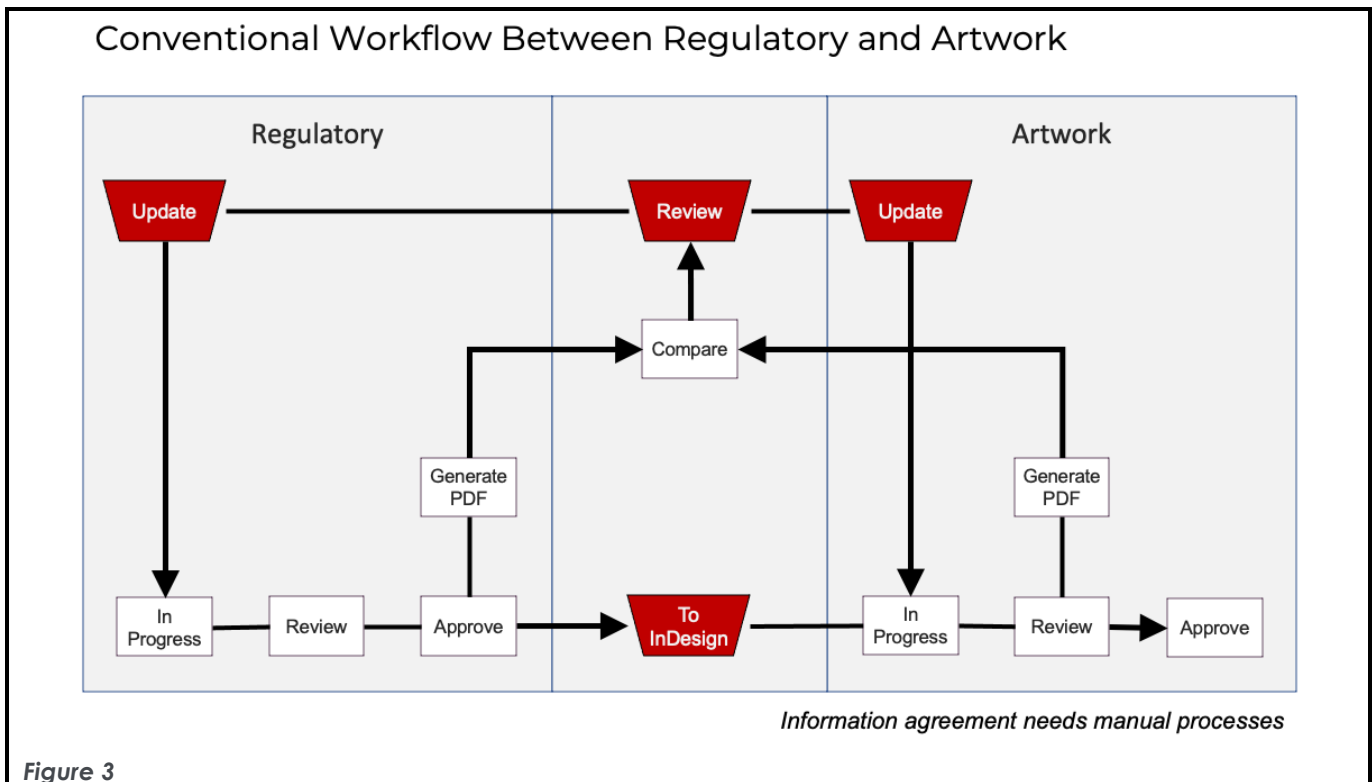 Conventional Workflow Between Regulatory and Artwork
Regulatory
Artwork
Update
Review
Update
Compare
Generate
PDF
Generate
PDF
In
Progress
Review
Approve
To
InDesign
In
Progress
Review
Approve
Information agreement needs manual processes
Figure 3